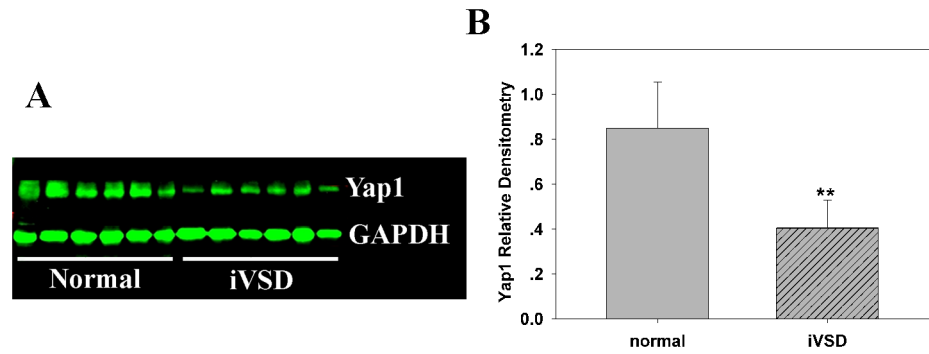 A
Yap1
GAPDH
Normal iVSD
B
Yap1 Relative Densitometry
1.2
1.0
.8
.6
.4
.2
0.0
**
normal iVSD